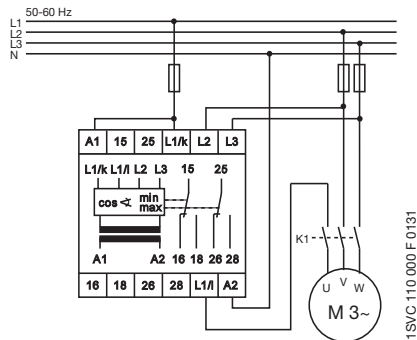 50-60 Hz
L1
L2
L3
N
A1 15 25 L1/k L2 L3
L1/k L1/l L2 L3 15 25
cos ∢ min
max
A1 A2 16 18 26 28
16 18 26 28 L1/l A2
K1
U V W
M 3~
1SVC 110 000 F 0131